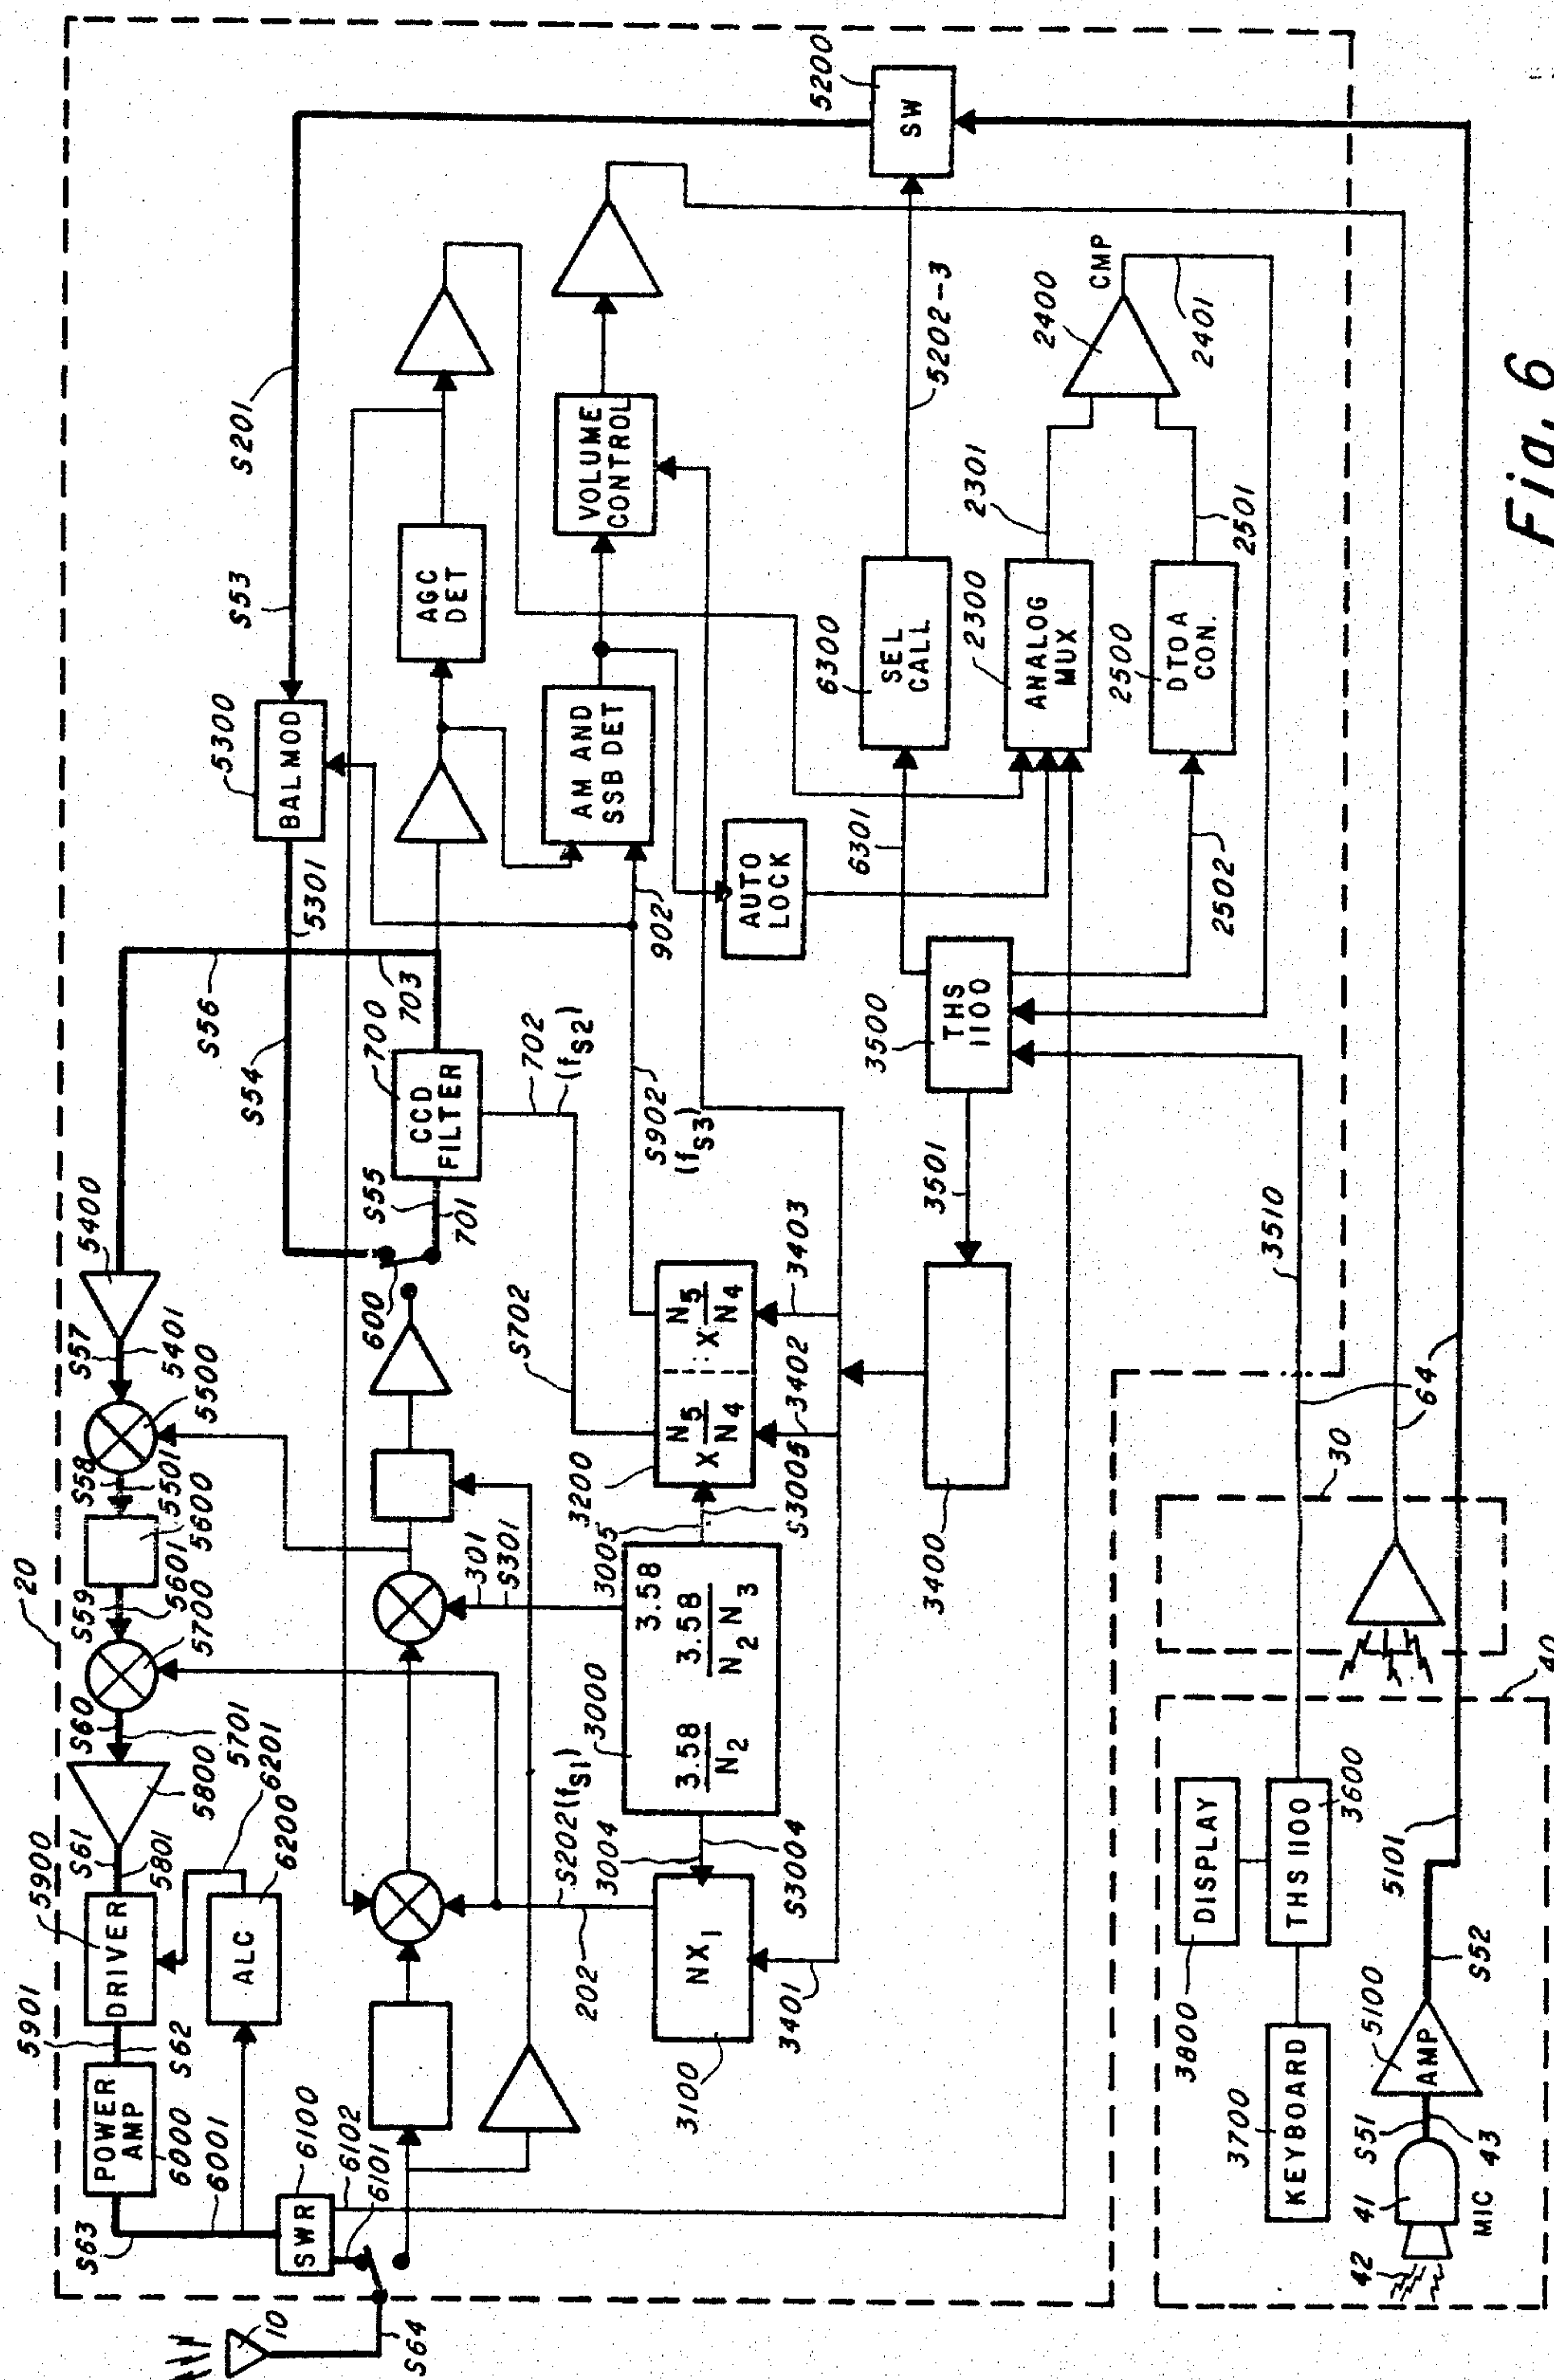 20
10
S64
S63
6001
POWER
AMP
6000
5901
S62
5900
DRIVER
S61
5801
5800
S60
5701
6201
6200
ALC
5700
S59
5601
5600
S58
5501
5500
S57
5401
5400
S56
S54
5301
5300
BAL MOD
S53
S201
SWR
6100
6102
6101
600
S55
701
CCD
FILTER
700
703
702
(fS2)
AGC
DET
AM AND
SSB DET
VOLUME
CONTROL
301
S301
S702
S202(fS1)
202
3004
S3004
3000
3.58
3.58
N2
3.58
N2 N3
3005
S3005
3200
X N5
N4
X N5
N4
3402
3403
S902
(fS3)
902
AUTO
LOCK
NX1
3100
3401
3400
3501
3500
THS
1100
6301
6300
SEL
CALL
5202-3
SW
5200
2300
ANALOG
MUX
2301
2400
CMP
2401
2500
D TO A
CON.
2501
2502
3510
64
30
40
3800
DISPLAY
THS 1100
3600
3700
KEYBOARD
42
41
MIC
S51
43
AMP
5100
S52
5101
Fig. 6